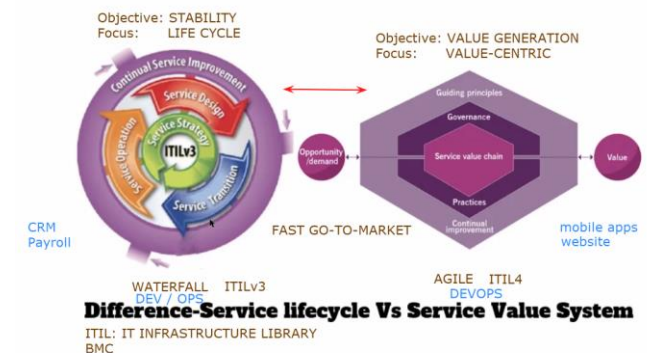 Objective: STABILITY
Focus: LIFE CYCLE
Objective: VALUE GENERATION
Focus: VALUE-CENTRIC
Continual Service Improvement
Service Design
Service Strategy
ITILv3
Service Operation
Service Transition
Guiding principles
Governance
Opportunity
/demand
Service value chain
Value
Practices
Continual
improvement
CRM
Payroll
FAST GO-TO-MARKET
mobile apps
website
WATERFALL ITILv3
DEV / OPS
AGILE ITIL4
DEVOPS
Difference-Service lifecycle Vs Service Value System
ITIL: IT INFRASTRUCTURE LIBRARY
BMC